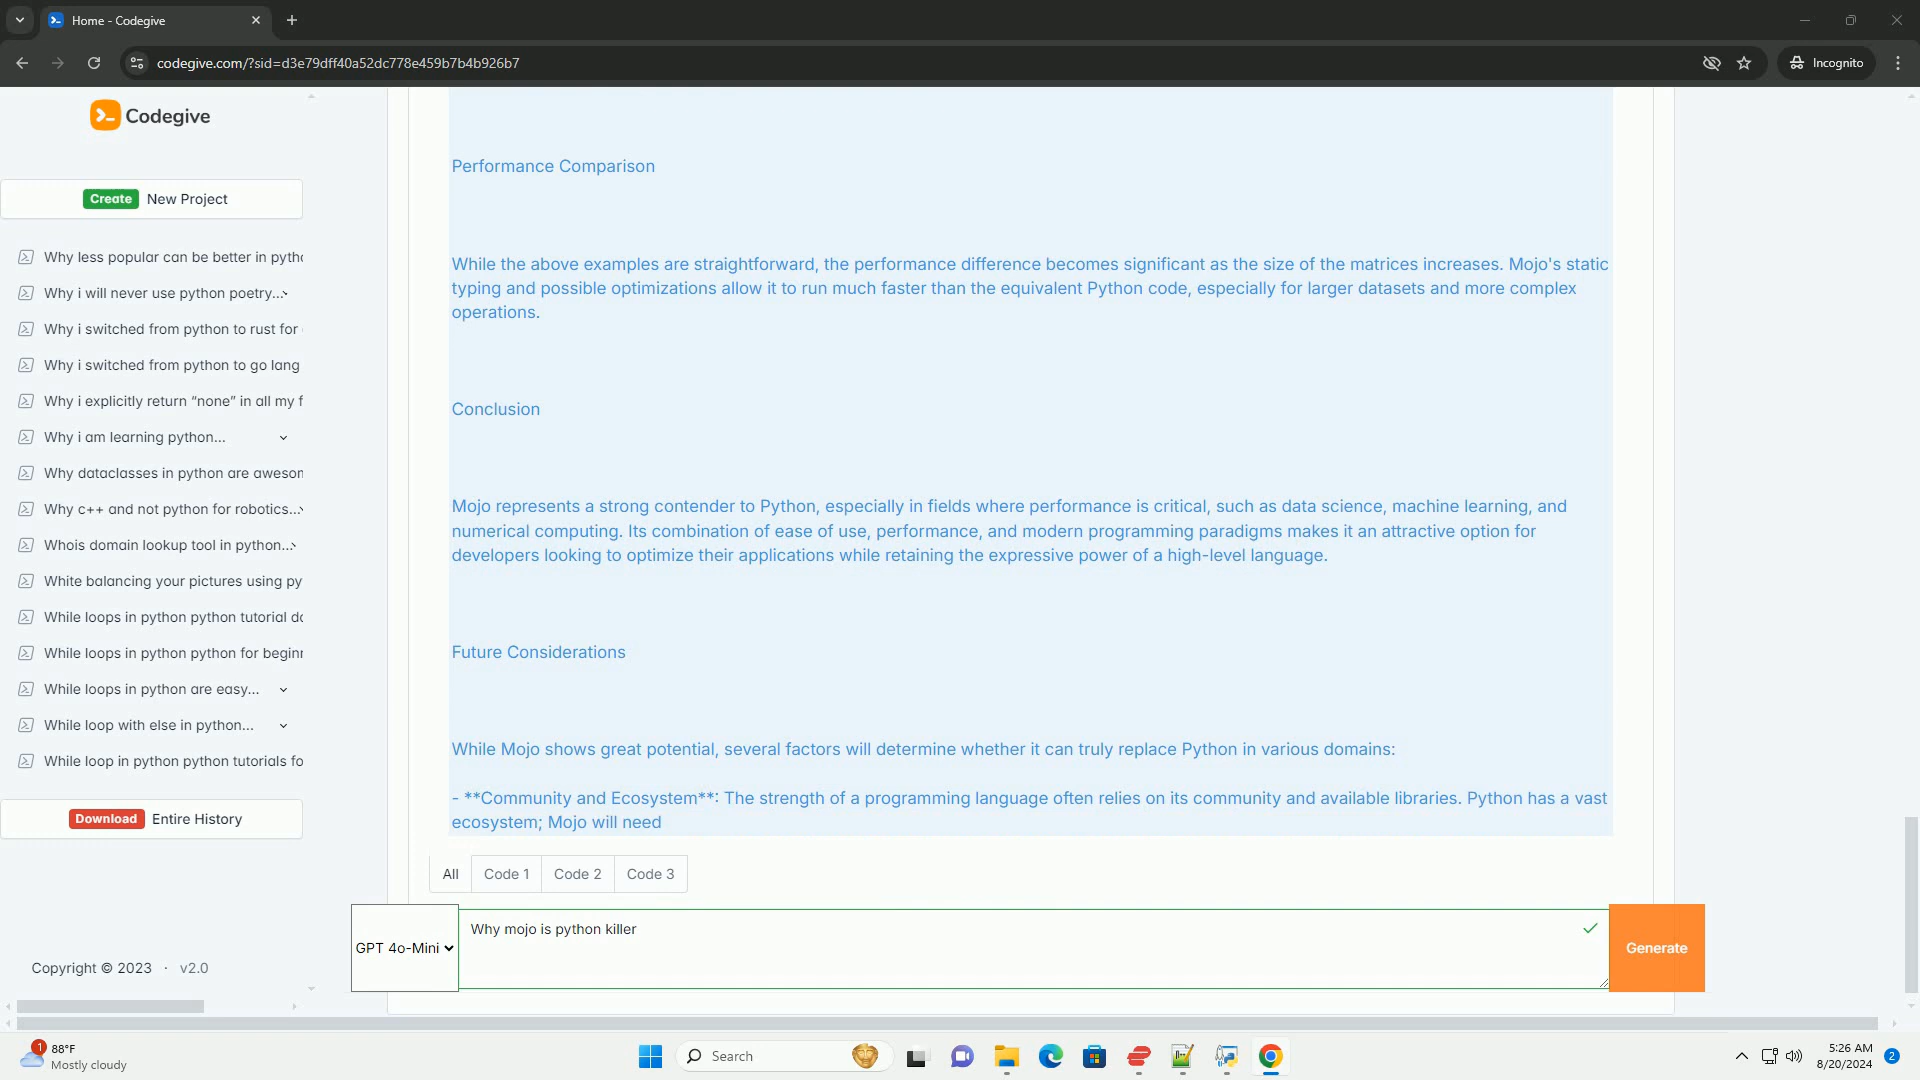 Home - Codegive
codegive.com/?sid=d3e79dff40a52dc778e459b7b4b926b7
Incognito
Codegive
Create New Project
Why less popular can be better in pytho
Why i will never use python poetry...
Why i switched from python to rust for
Why i switched from python to go lang
Why i explicitly return “none” in all my f
Why i am learning python...
Why dataclasses in python are awesom
Why c++ and not python for robotics...
Whois domain lookup tool in python...
White balancing your pictures using py
While loops in python python tutorial do
While loops in python python for beginn
While loops in python are easy...
While loop with else in python...
While loop in python python tutorials fo
Download Entire History
Copyright © 2023 · v2.0
Performance Comparison
While the above examples are straightforward, the performance difference becomes significant as the size of the matrices increases. Mojo's static
typing and possible optimizations allow it to run much faster than the equivalent Python code, especially for larger datasets and more complex
operations.
Conclusion
Mojo represents a strong contender to Python, especially in fields where performance is critical, such as data science, machine learning, and
numerical computing. Its combination of ease of use, performance, and modern programming paradigms makes it an attractive option for
developers looking to optimize their applications while retaining the expressive power of a high-level language.
Future Considerations
While Mojo shows great potential, several factors will determine whether it can truly replace Python in various domains:
- **Community and Ecosystem**: The strength of a programming language often relies on its community and available libraries. Python has a vast
ecosystem; Mojo will need
All Code 1 Code 2 Code 3
GPT 4o-Mini
Why mojo is python killer
Generate
1
88°F
Mostly cloudy
Search
5:26 AM
8/20/2024
2